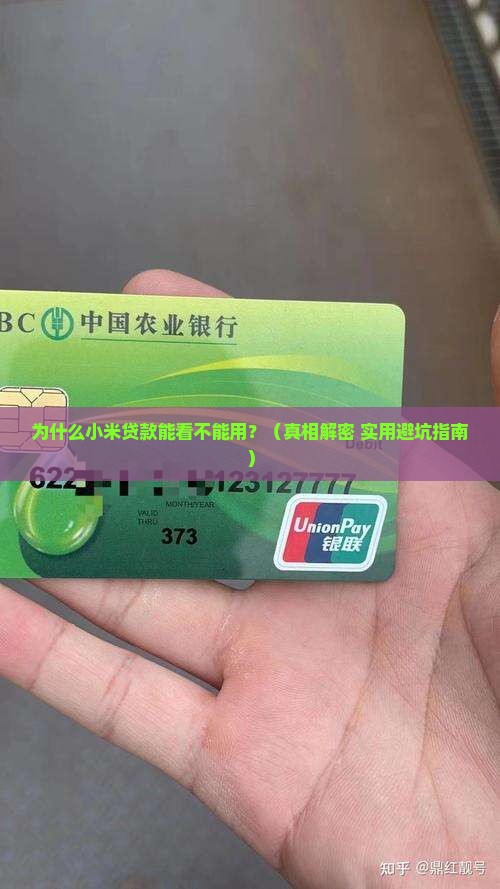 BC 中国农业银行
为什么小米贷款能看不能用？（真相解密 实用避坑指南
）
Debit
622
123127777
MONTH/YEAR
VALID
THRU
373
UnionPay
银联
知乎 @鼎红靓号